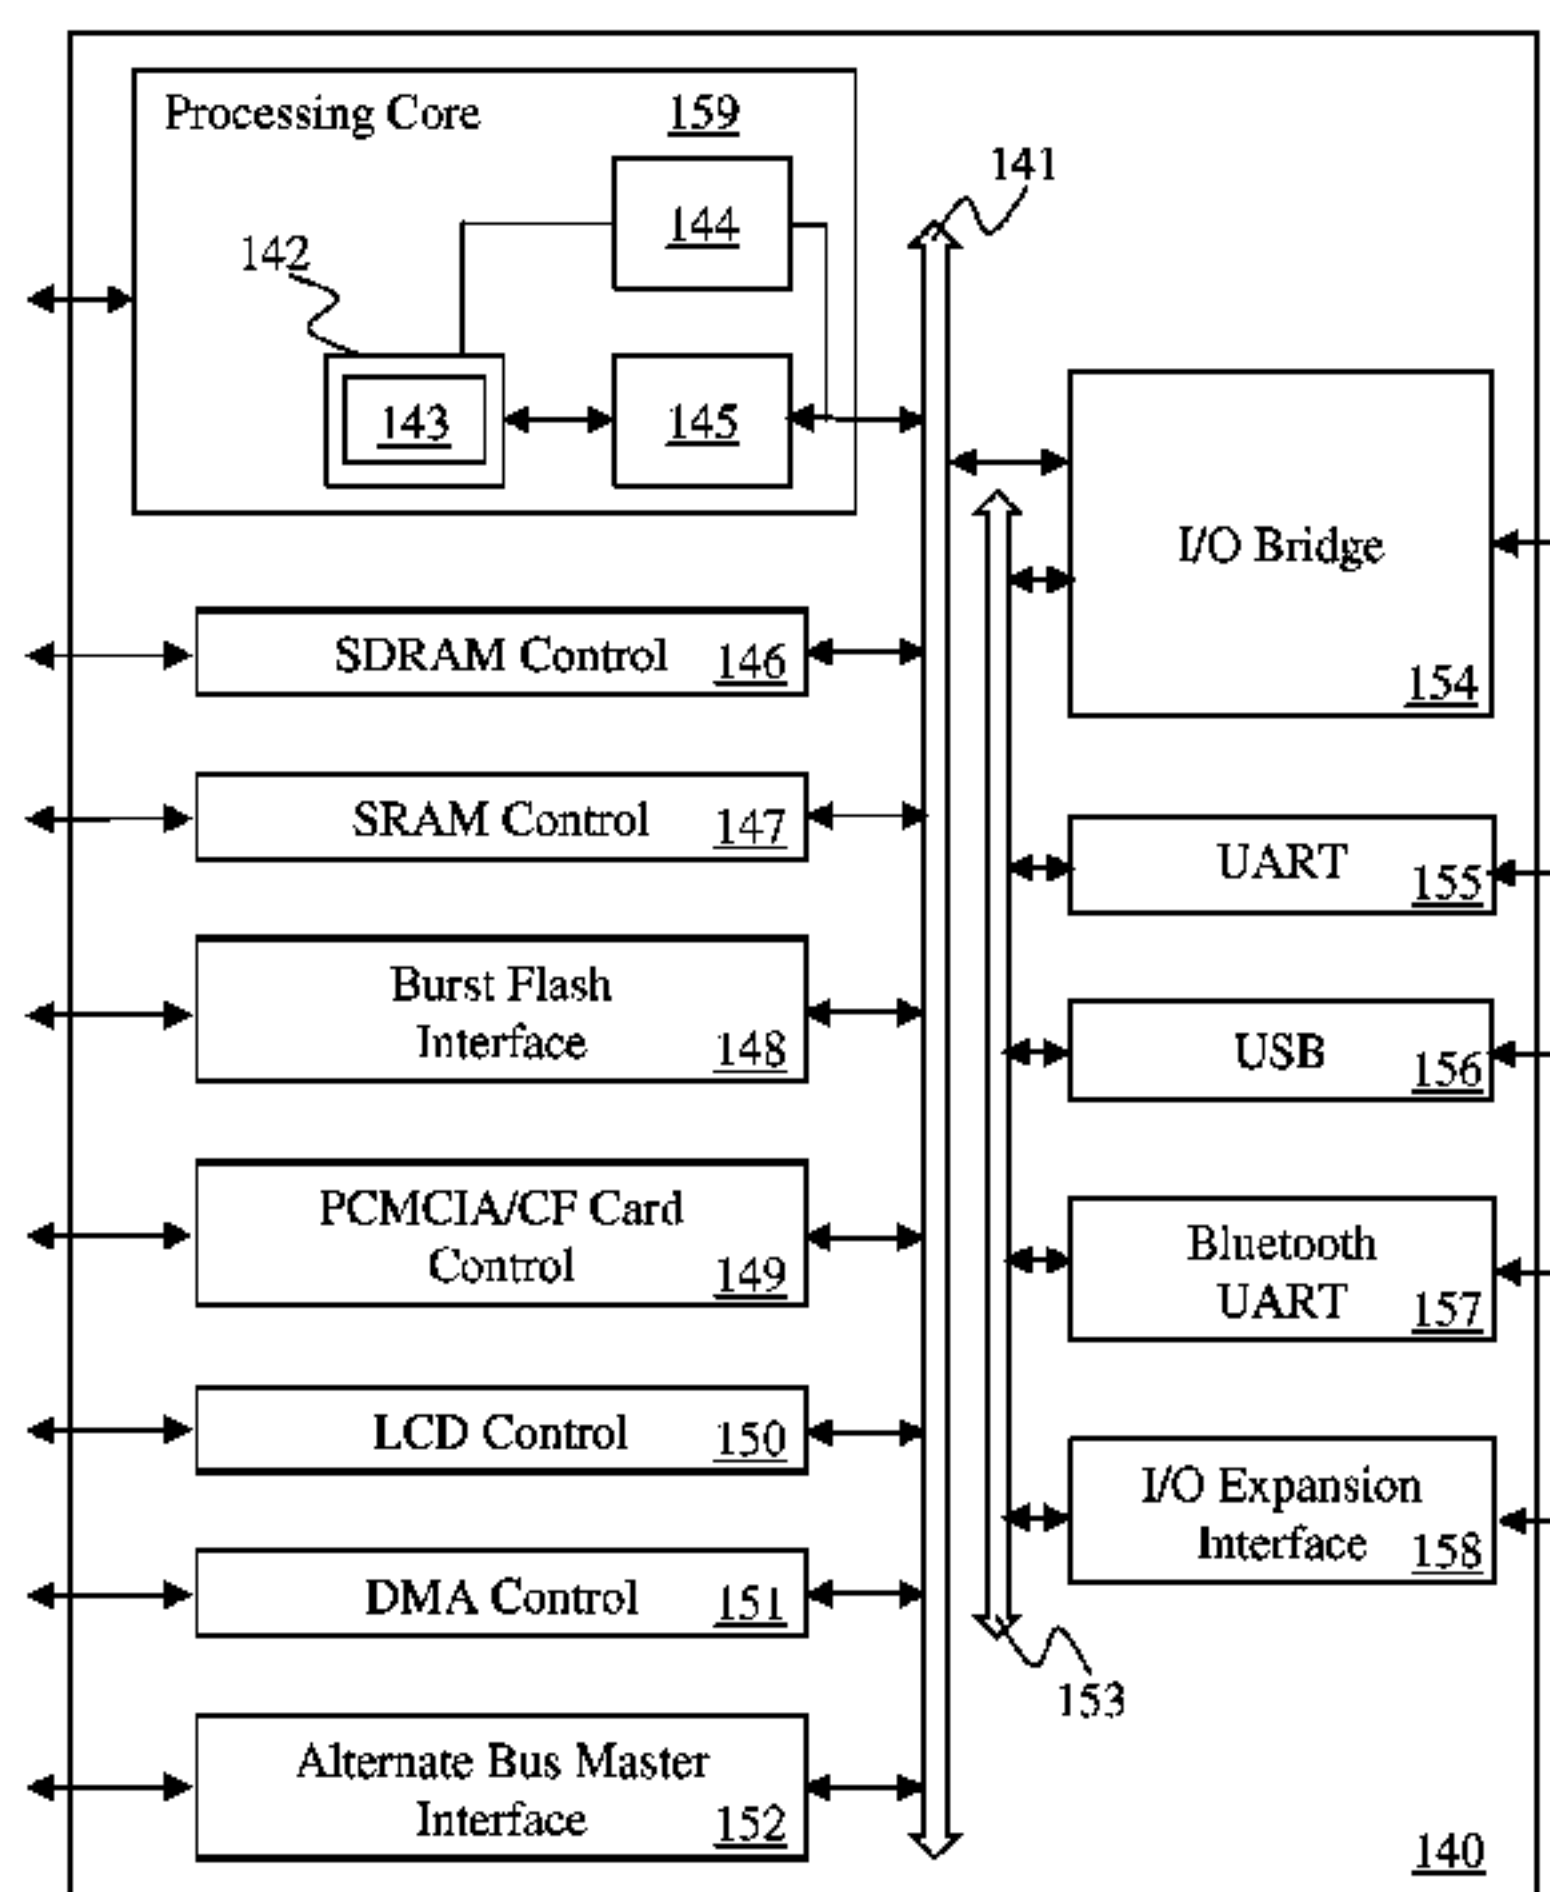 Processing Core 159
141
144
142
143
145
I/O Bridge
154
SDRAM Control 146
SRAM Control 147
UART 155
Burst Flash
Interface 148
USB 156
PCMCIA/CF Card
Control 149
Bluetooth
UART 157
LCD Control 150
I/O Expansion
Interface 158
DMA Control 151
153
Alternate Bus Master
Interface 152
140